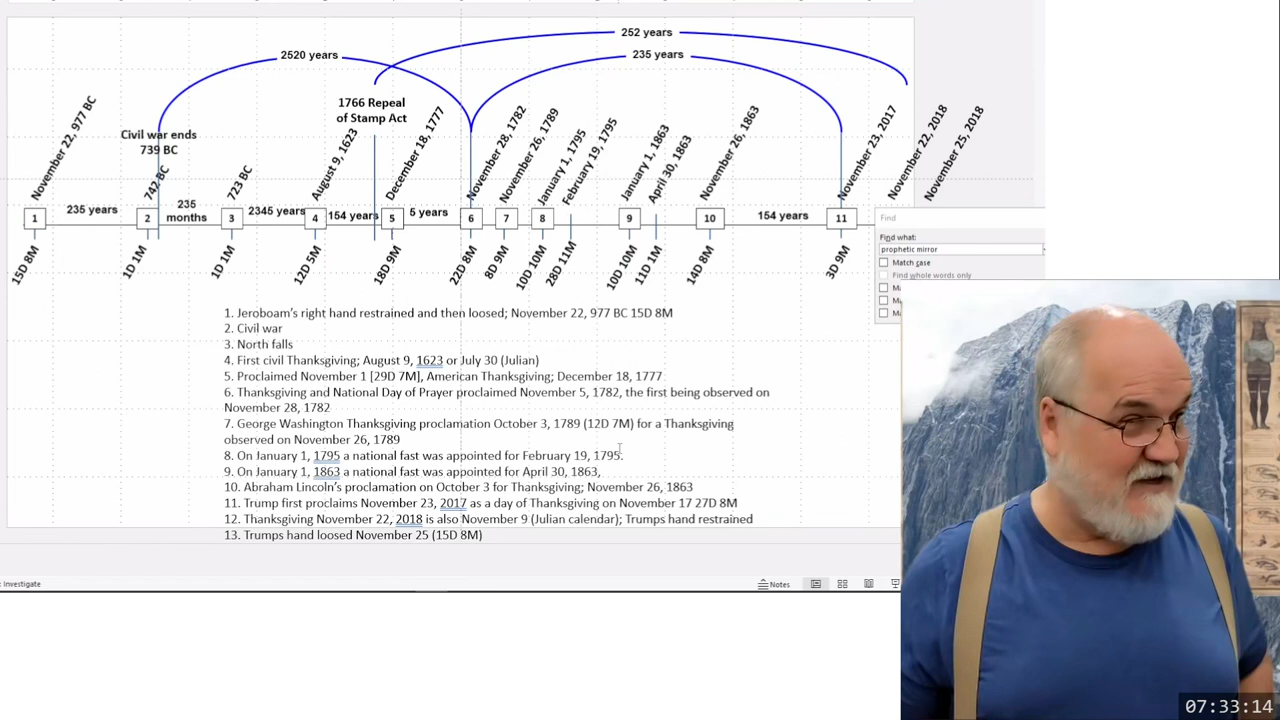 252 years
2520 years
235 years
1766 Repeal
of Stamp Act
Civil war ends
739 BC
November 22, 977 BC
742 BC
723 BC
August 9, 1623
December 18, 1777
November 28, 1782
November 26, 1789
January 1, 1795
February 19, 1795
January 1, 1863
April 30, 1863
November 26, 1863
November 23, 2017
November 22, 2018
November 25, 2018
1
235 years
2
235
months
3
2345 years
4
154 years
5
5 years
6
7
8
9
10
154 years
11
15D 8M
1D 1M
1D 1M
12D 5M
18D 9M
22D 8M
8D 9M
10D 10M
28D 11M
10D 10M
11D 1M
14D 8M
3D 9M
Find
Find what:
prophetic mirror
Match case
Find whole words only
Ma
Ma
Ma
1. Jeroboam's right hand restrained and then loosed; November 22, 977 BC 15D 8M
2. Civil war
3. North falls
4. First civil Thanksgiving; August 9, 1623 or July 30 (Julian)
5. Proclaimed November 1 [29D 7M], American Thanksgiving; December 18, 1777
6. Thanksgiving and National Day of Prayer proclaimed November 5, 1782, the first being observed on
November 28, 1782
7. George Washington Thanksgiving proclamation October 3, 1789 (12D 7M) for a Thanksgiving
observed on November 26, 1789
8. On January 1, 1795 a national fast was appointed for February 19, 1795.
9. On January 1, 1863 a national fast was appointed for April 30, 1863,
10. Abraham Lincoln's proclamation on October 3 for Thanksgiving; November 26, 1863
11. Trump first proclaims November 23, 2017 as a day of Thanksgiving on November 17 27D 8M
12. Thanksgiving November 22, 2018 is also November 9 (Julian calendar); Trumps hand restrained
13. Trumps hand loosed November 25 (15D 8M)
: Investigate
Notes
07:33:14